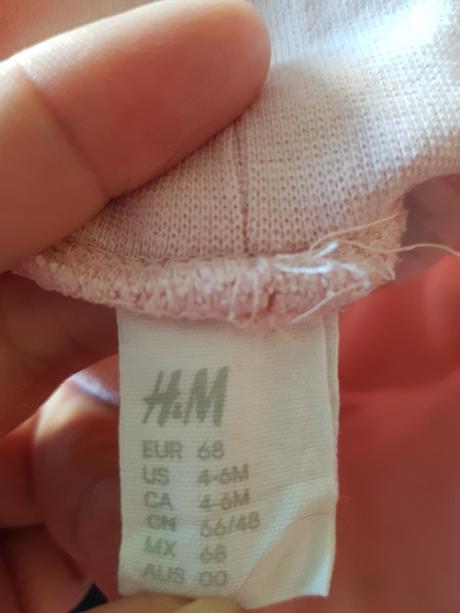 H&M
EUR 68
US 4-6M
CA 4-6M
CN 66/48
MX 68
AUS 00